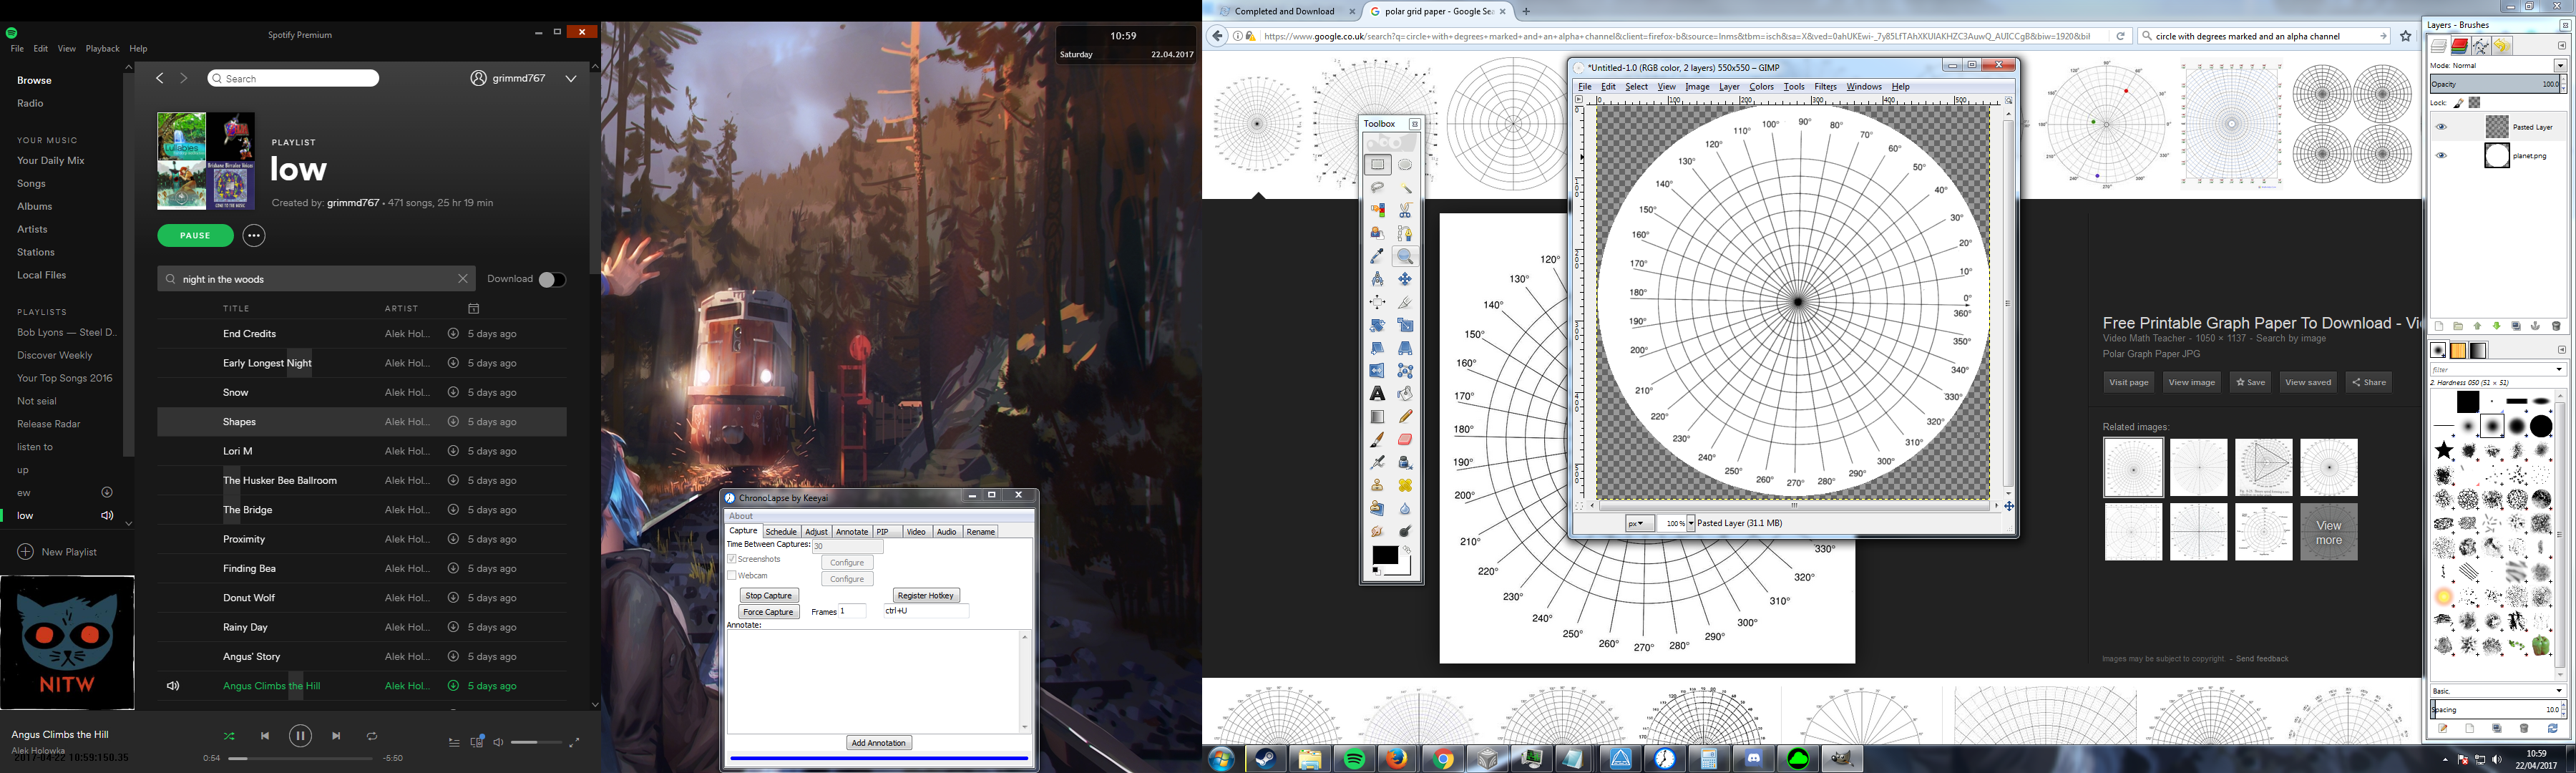 Spotify Premium
File Edit View Playback Help
Browse
Radio
YOUR MUSIC
Your Daily Mix
Songs
Albums
Artists
Stations
Local Files
PLAYLISTS
Bob Lyons — Steel D..
Discover Weekly
Your Top Songs 2016
Not seial
Release Radar
listen to
up
ew
low
New Playlist
NITW
Search
grimmd767
Lullabies
PLAYLIST
low
Created by: grimmd767 • 471 songs, 25 hr 19 min
PAUSE
night in the woods
Download
TITLE ARTIST
End Credits Alek Hol... 5 days ago
Early Longest Night Alek Hol... 5 days ago
Snow Alek Hol... 5 days ago
Shapes Alek Hol... 5 days ago
Lori M Alek Hol... 5 days ago
The Husker Bee Ballroom Alek Hol... 5 days ago
The Bridge Alek Hol... 5 days ago
Proximity Alek Hol... 5 days ago
Finding Bea Alek Hol... 5 days ago
Donut Wolf Alek Hol... 5 days ago
Rainy Day Alek Hol... 5 days ago
Angus' Story Alek Hol... 5 days ago
Angus Climbs the Hill Alek Hol... 5 days ago
Angus Climbs the Hill
Alek Holowka
2017-04-22 10:59:150.35
0:54 -5:50
10:59
Saturday 22.04.2017
ChronoLapse by Keeyai
About
Capture Schedule Adjust Annotate PIP Video Audio Rename
Time Between Captures: 30
Screenshots Configure
Webcam Configure
Stop Capture Register Hotkey
Force Capture Frames 1 ctrl+U
Annotate:
Add Annotation
Completed and Download
polar grid paper - Google Sea
https://www.google.co.uk/search?q=circle+with+degrees+marked+and+an+alpha+channel&client=firefox-b&source=lnms&tbm=isch&sa=X&ved=0ahUKEwi-_7y85LfTAhXKUIAKHZC3AuwQ_AUICCgB&biw=1920&bil
circle with degrees marked and an alpha channel
Toolbox
*Untitled-1.0 (RGB color, 2 layers) 550x550 – GIMP
File Edit Select View Image Layer Colors Tools Filters Windows Help
0 100 200 300 400 500
90°
100° 80°
110° 70°
120° 60°
130° 50°
140° 40°
150° 30°
160° 20°
170° 10°
180° 0°
360°
190° 350°
200° 340°
210° 330°
220° 320°
230° 310°
240° 300°
250° 290°
260° 270° 280°
px 100% Pasted Layer (31.1 MB)
120°
130°
140°
150°
160°
170°
180°
190°
200°
210°
220°
230°
240°
250°
260° 270° 280°
290°
300°
310°
320°
330°
Free Printable Graph Paper To Download - Vi
Video Math Teacher - 1050 × 1137 - Search by image
Polar Graph Paper JPG
Visit page View image Save View saved Share
Related images:
View more
Images may be subject to copyright. - Send feedback
Layers - Brushes
Mode: Normal
Opacity 100.0
Lock:
Pasted Layer
planet.png
filter
2. Hardness 050 (51 × 51)
Basic.
Spacing 10.0
10:59
22/04/2017